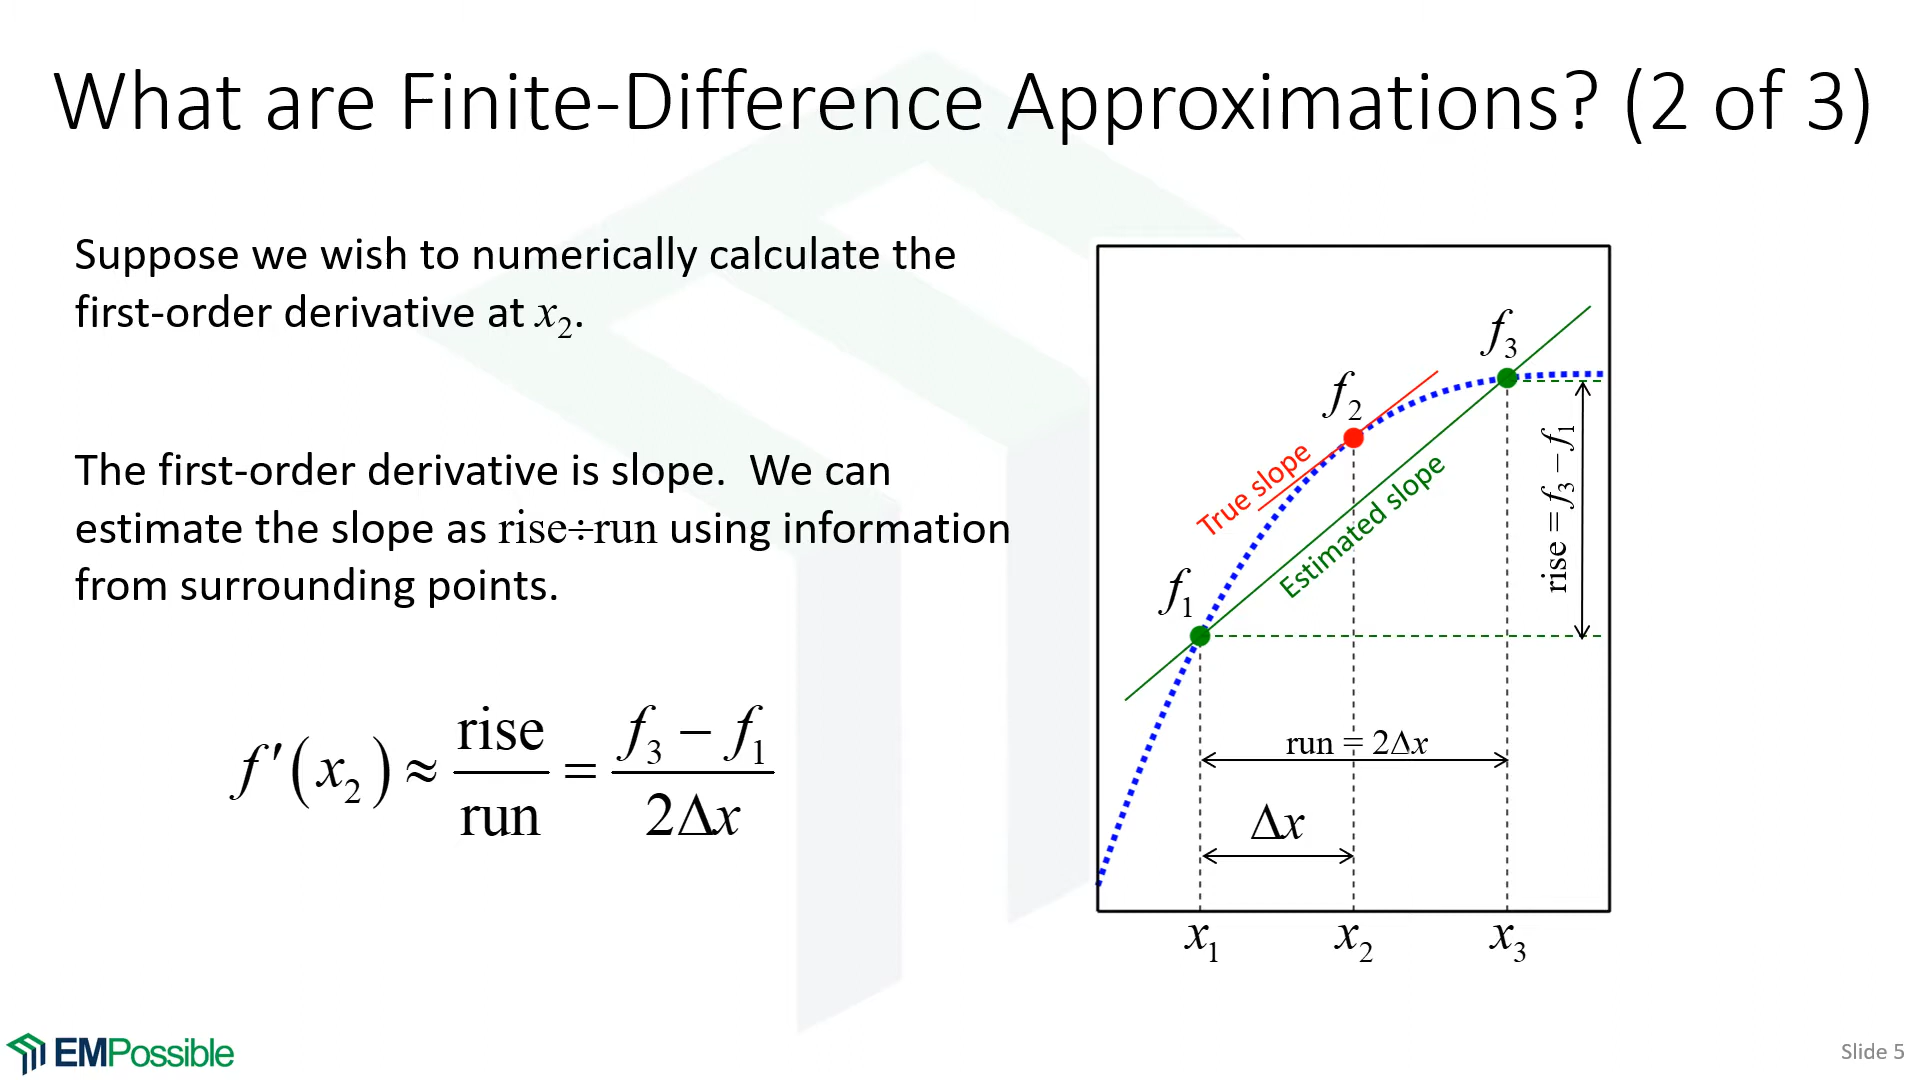 What are Finite-Difference Approximations? (2 of 3)
Suppose we wish to numerically calculate the
first-order derivative at x₂.
The first-order derivative is slope.  We can
estimate the slope as rise÷run using information
from surrounding points.
f′(x₂) ≈ rise/run = (f₃ − f₁)/(2Δx)
f₃
f₂
True slope
Estimated slope
rise = f₃ − f₁
f₁
run = 2Δx
Δx
x₁ x₂ x₃
EMPossible
Slide 5